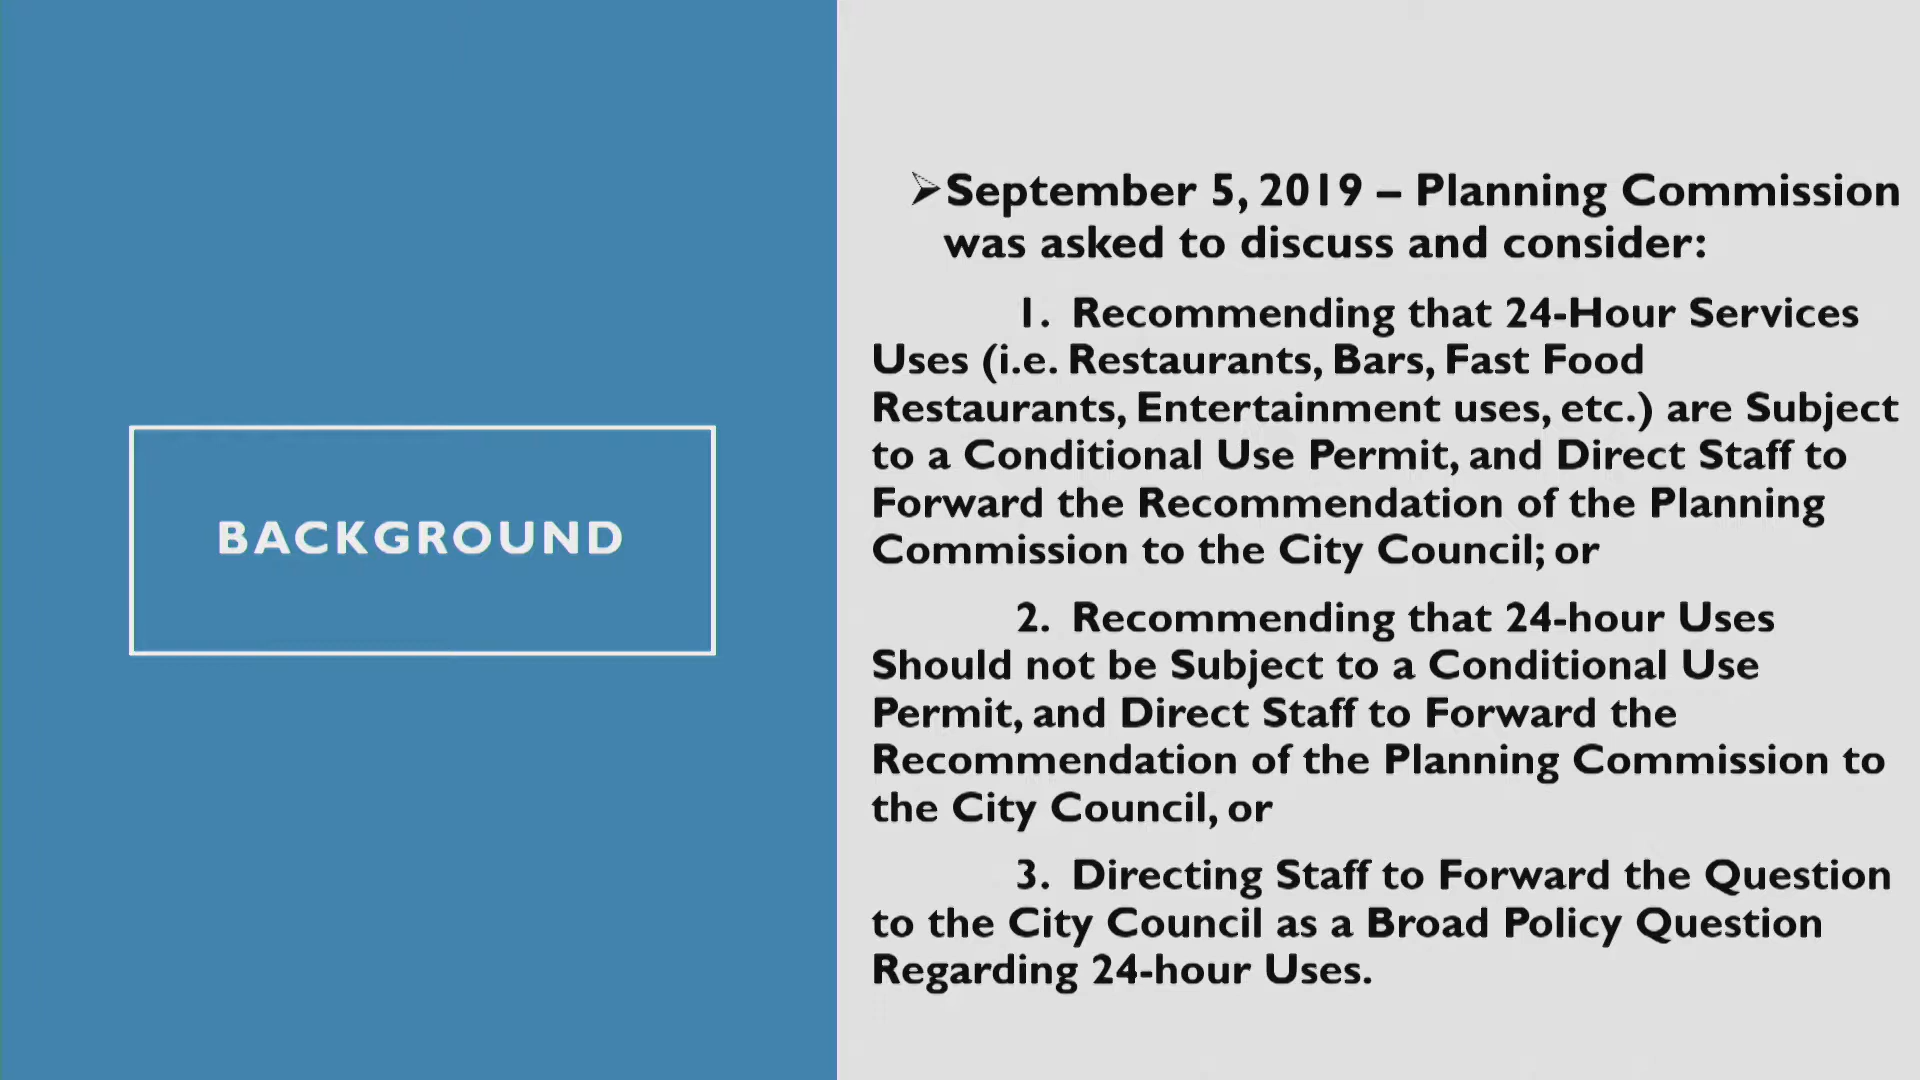 BACKGROUND
➢September 5, 2019 – Planning Commission
was asked to discuss and consider:
1. Recommending that 24-Hour Services
Uses (i.e. Restaurants, Bars, Fast Food
Restaurants, Entertainment uses, etc.) are Subject
to a Conditional Use Permit, and Direct Staff to
Forward the Recommendation of the Planning
Commission to the City Council; or
2. Recommending that 24-hour Uses
Should not be Subject to a Conditional Use
Permit, and Direct Staff to Forward the
Recommendation of the Planning Commission to
the City Council, or
3. Directing Staff to Forward the Question
to the City Council as a Broad Policy Question
Regarding 24-hour Uses.